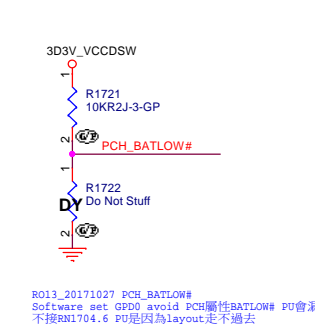 3D3V_VCCDSW
1
R1721
10KR2J-3-GP
2
G/P
PCH_BATLOW#
1
R1722
DY
Do Not Stuff
2
G/P
RO13_20171027 PCH_BATLOW#
Software set GPD0 avoid PCH屬性BATLOW# PU會漏
不接RN1704.6 PU是因為layout走不過去